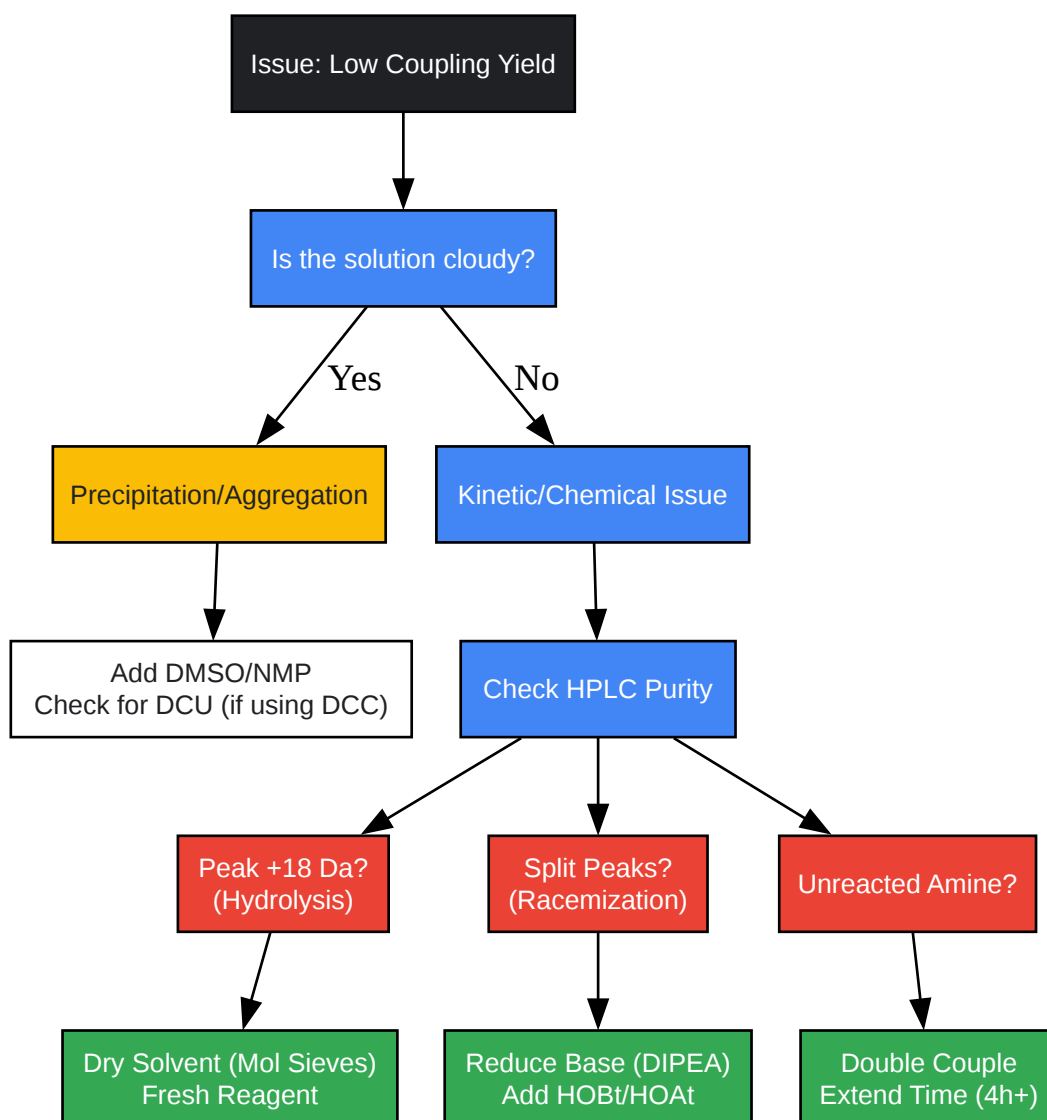 Issue: Low Coupling Yield
Is the solution cloudy?
Yes
No
Precipitation/Aggregation
Kinetic/Chemical Issue
Add DMSO/NMP
Check for DCU (if using DCC)
Check HPLC Purity
Peak +18 Da?
(Hydrolysis)
Split Peaks?
(Racemization)
Unreacted Amine?
Dry Solvent (Mol Sieves)
Fresh Reagent
Reduce Base (DIPEA)
Add HOBt/HOAt
Double Couple
Extend Time (4h+)